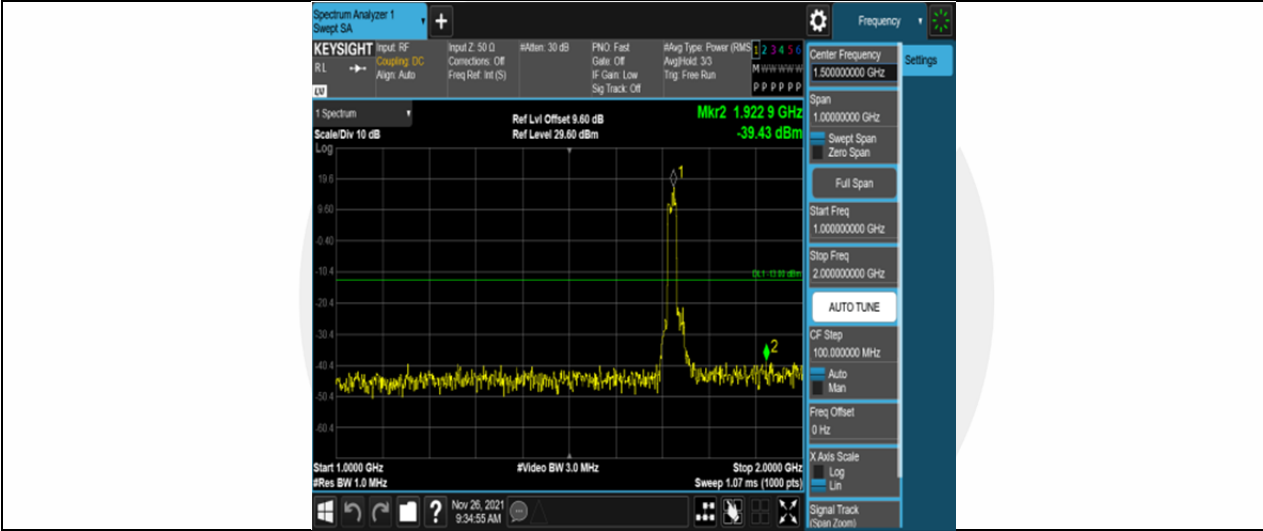 Spectrum Analyzer 1
Swept SA
+
Frequency
KEYSIGHT
RL
LV
Input: RF
Coupling: DC
Align: Auto
Input Z: 50 Ω
Corrections: Off
Freq Ref: Int (S)
#Atten: 30 dB
PNO: Fast
Gate: Off
IF Gain: Low
Sig Track: Off
#Avg Type: Power (RMS
Avg|Hold: 3/3
Trig: Free Run
1 2 3 4 5 6
M W W W W W
P P P P P P
1 Spectrum
Scale/Div 10 dB
Ref Lvl Offset 9.60 dB
Ref Level 29.60 dBm
Mkr2 1.922 9 GHz
-39.43 dBm
Log
19.6
9.60
-0.40
-10.4
-20.4
-30.4
-40.4
-50.4
-60.4
1
DL1 -13.00 dBm
2
Start 1.0000 GHz
#Res BW 1.0 MHz
#Video BW 3.0 MHz
Stop 2.0000 GHz
Sweep 1.07 ms (1000 pts)
Center Frequency
1.500000000 GHz
Settings
Span
1.00000000 GHz
Swept Span
Zero Span
Full Span
Start Freq
1.000000000 GHz
Stop Freq
2.000000000 GHz
AUTO TUNE
CF Step
100.000000 MHz
Auto
Man
Freq Offset
0 Hz
X Axis Scale
Log
Lin
Signal Track
(Span Zoom)
?
Nov 26, 2021
9:34:55 AM